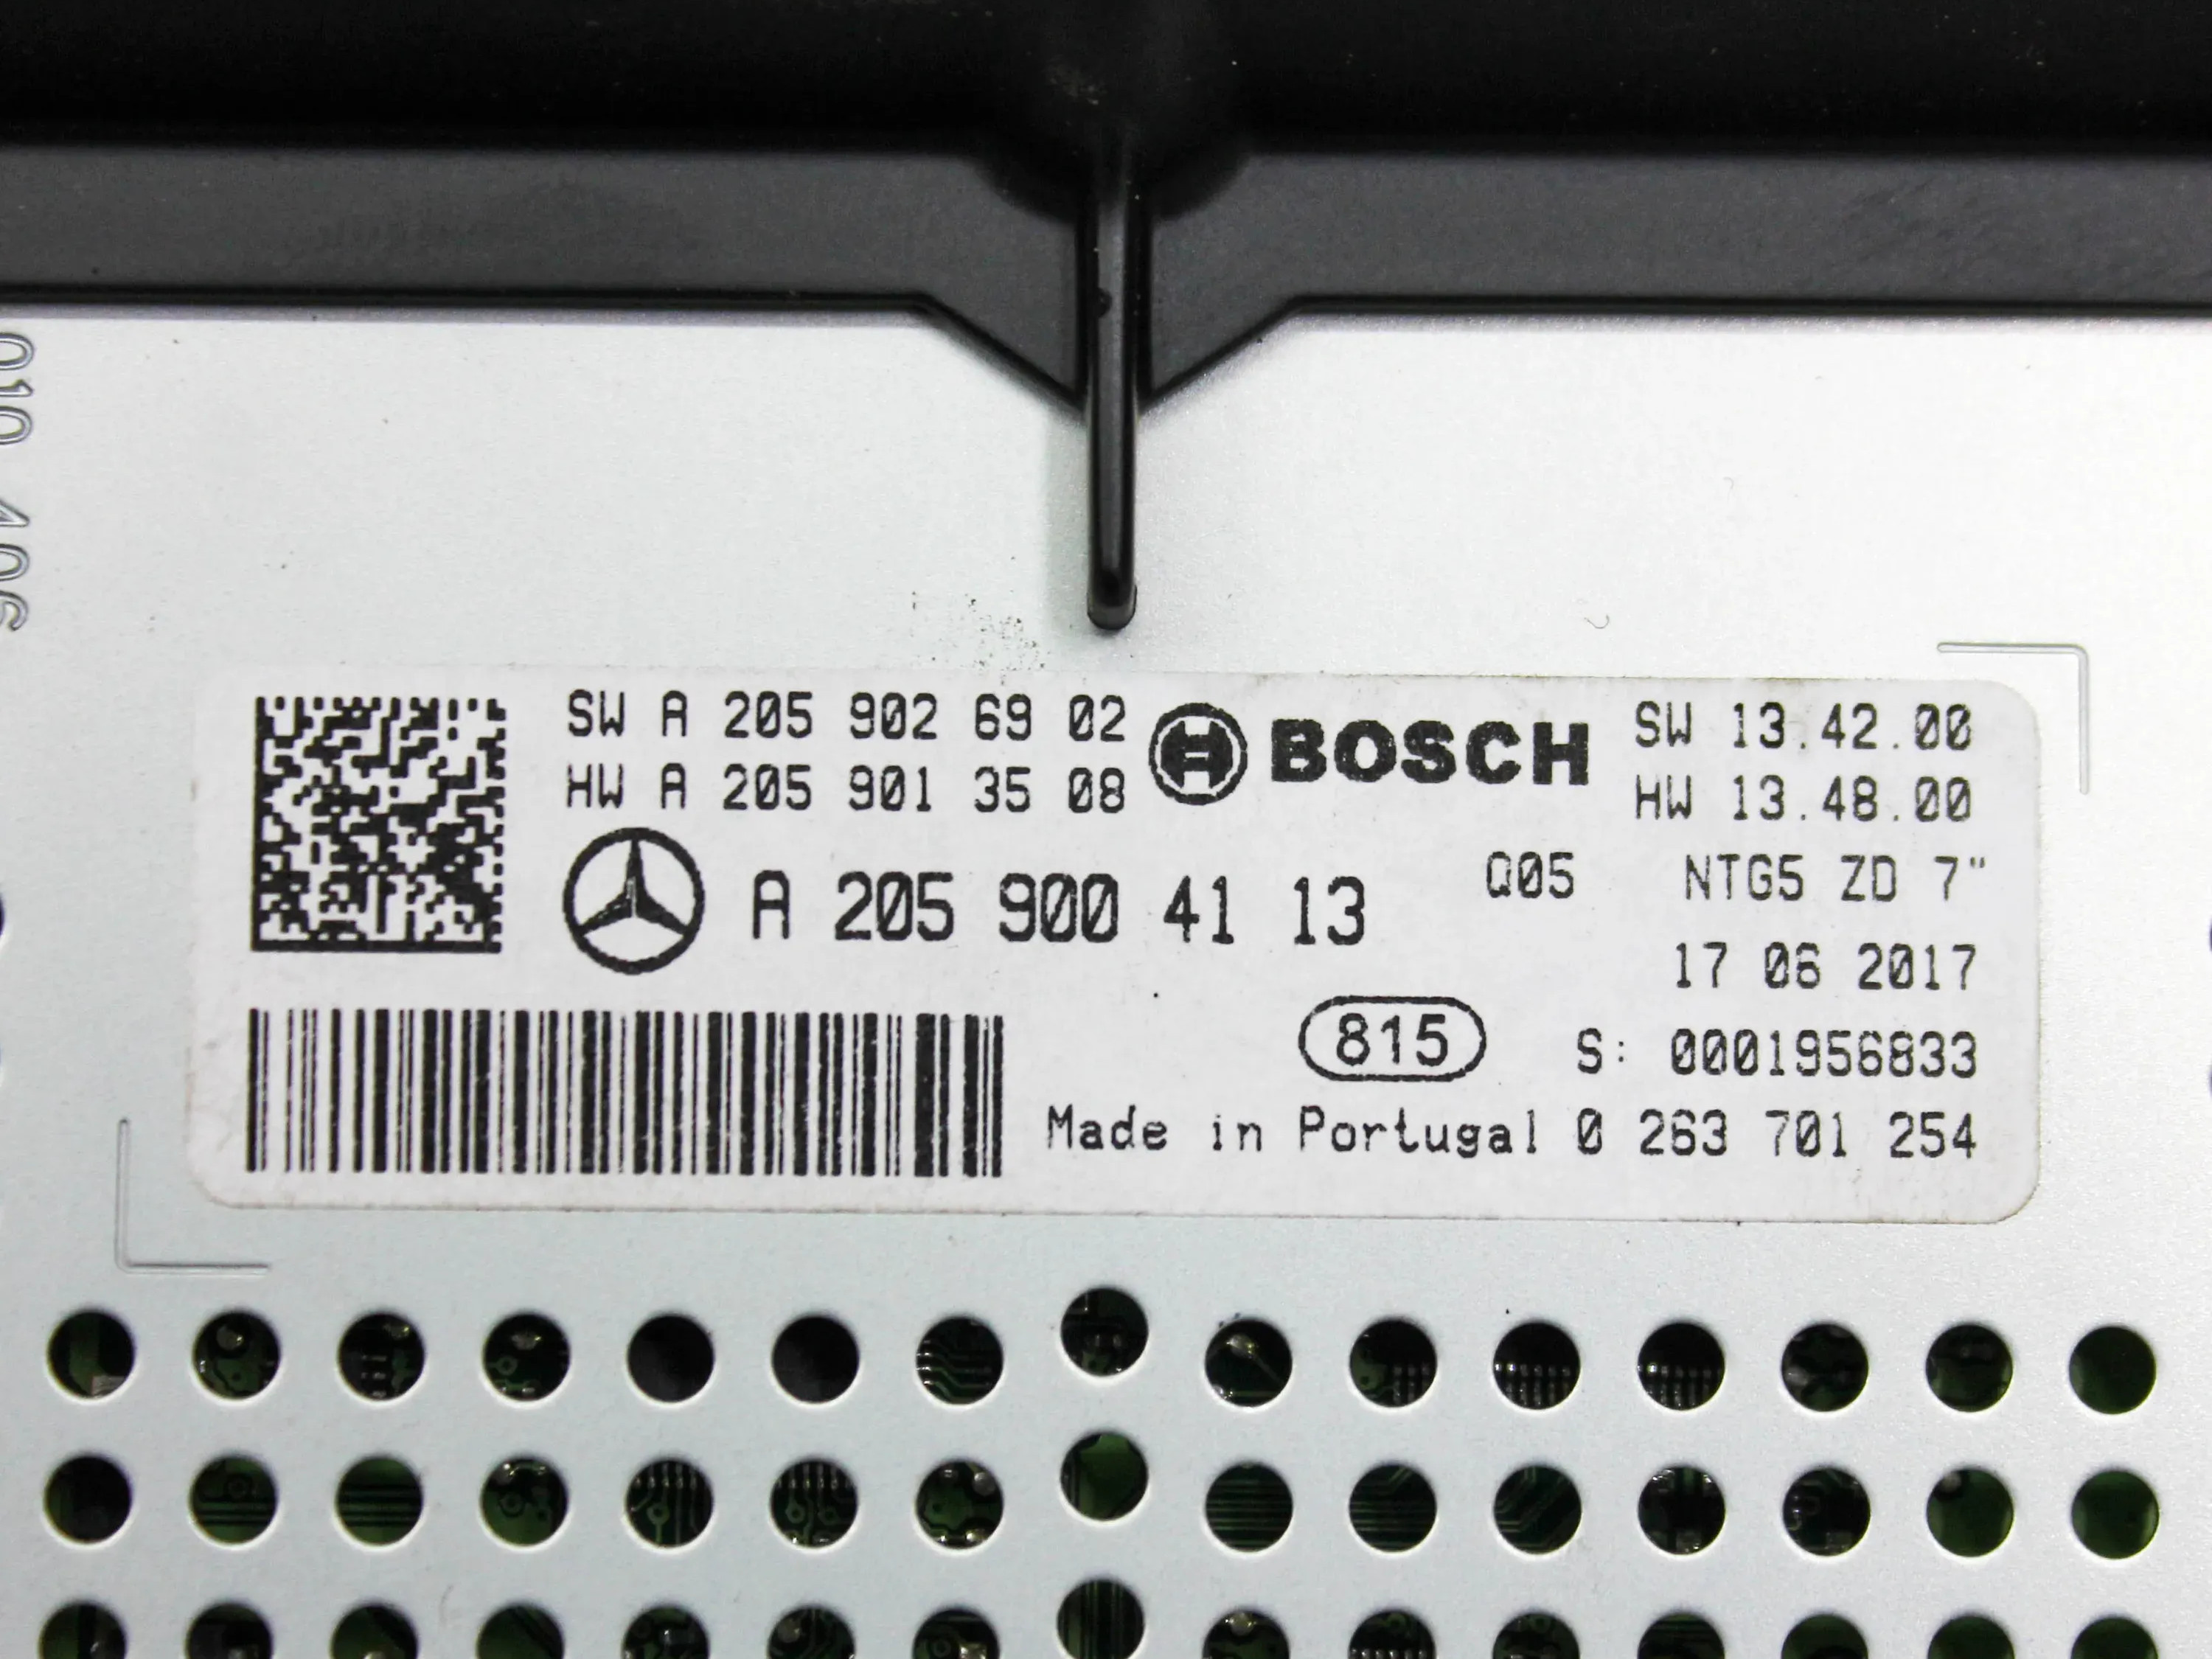 SW A 205 902 69 02
HW A 205 901 35 08
BOSCH
SW 13.42.00
HW 13.48.00
A 205 900 41 13
Q05 NTG5 ZD 7"
17 06 2017
815
S: 0001956833
Made in Portugal 0 263 701 254